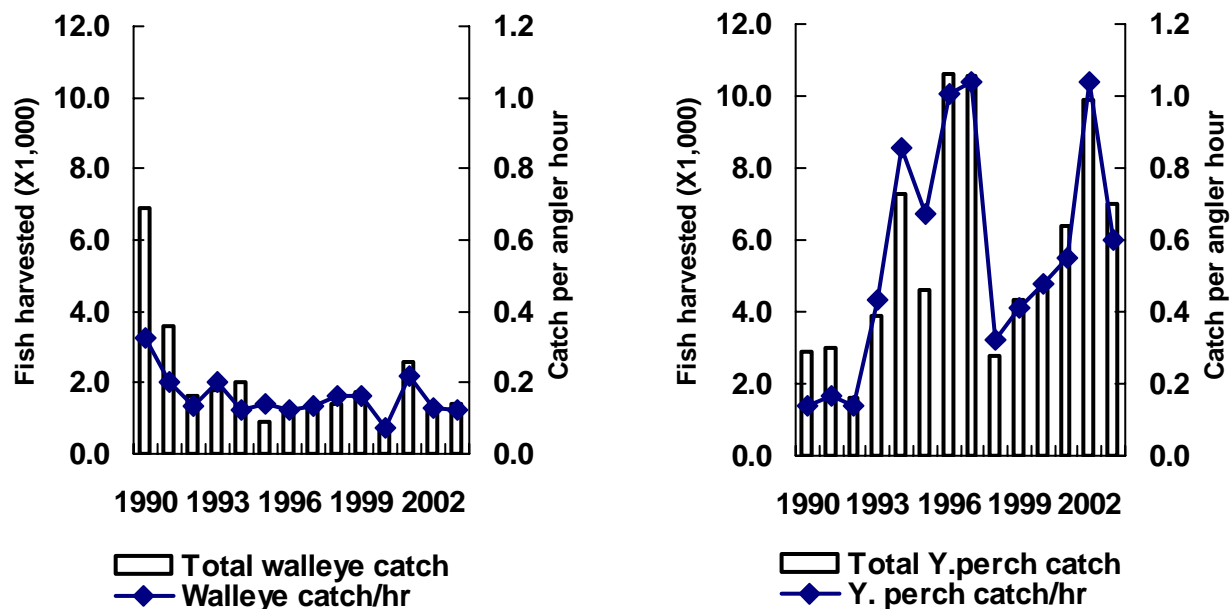 Fish harvested (X1,000)
12.0
10.0
8.0
6.0
4.0
2.0
0.0
1.2
1.0
0.8
0.6
0.4
0.2
0.0
Catch per angler hour
1990 1993 1996 1999 2002
Total walleye catch
Walleye catch/hr
Fish harvested (X1,000)
12.0
10.0
8.0
6.0
4.0
2.0
0.0
1.2
1.0
0.8
0.6
0.4
0.2
0.0
Catch per angler hour
1990 1993 1996 1999 2002
Total Y.perch catch
Y. perch catch/hr